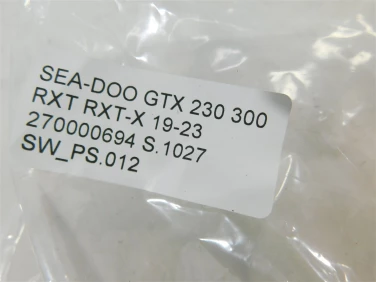 SEA-DOO GTX 230 300
RXT RXT-X 19-23
270000694 S.1027
SW_PS.012